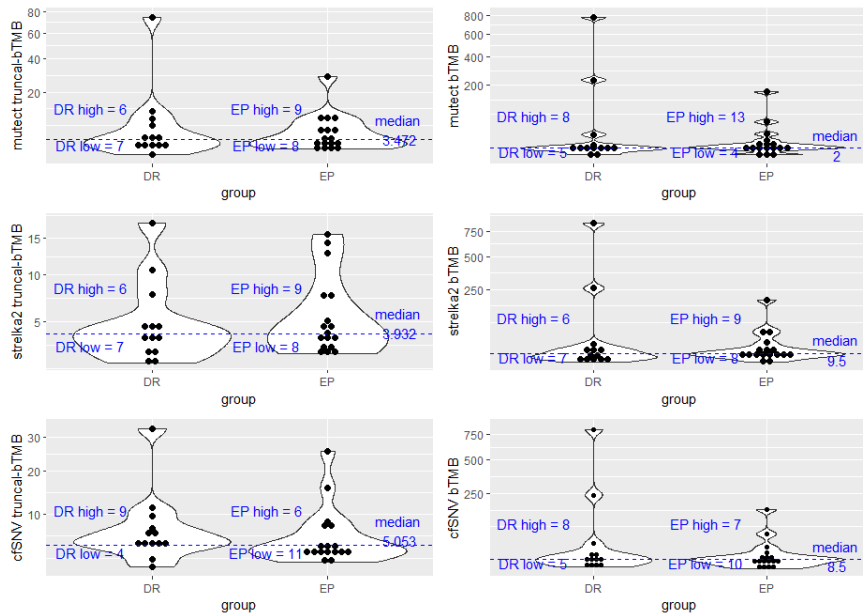 mutect truncal-bTMB
80
60
40
20
DR high = 6
EP high = 9
median
3.472
DR low = 7
EP low = 8
DR
EP
group
mutect bTMB
800
600
400
200
DR high = 8
EP high = 13
median
2
DR low = 5
EP low = 4
DR
EP
group
strelka2 truncal-bTMB
15
10
5
DR high = 6
EP high = 9
median
3.932
DR low = 7
EP low = 8
DR
EP
group
strelka2 bTMB
750
500
250
DR high = 6
EP high = 9
median
9.5
DR low = 7
EP low = 8
DR
EP
group
cfSNV truncal-bTMB
30
20
10
DR high = 9
EP high = 6
median
5.053
DR low = 4
EP low = 11
DR
EP
group
cfSNV bTMB
750
500
250
DR high = 8
EP high = 7
median
8.5
DR low = 5
EP low = 10
DR
EP
group